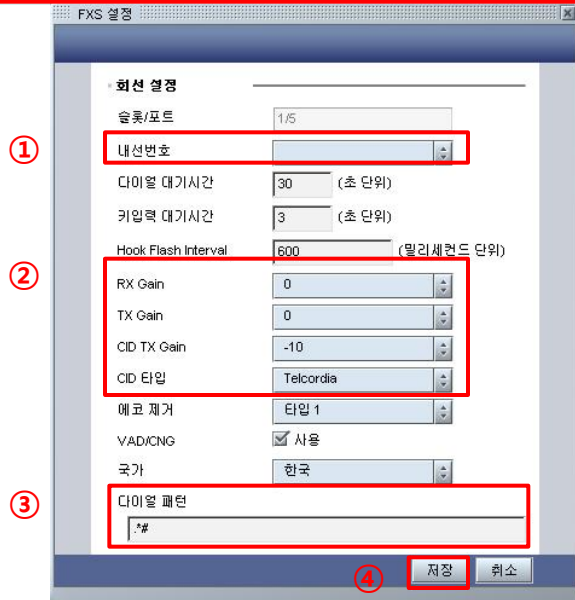 FXS 설정
회선 설정
슬롯/포트 1/5
① 내선번호
다이얼 대기시간 30 (초 단위)
키입력 대기시간 3 (초 단위)
Hook Flash Interval 600 (밀리세컨드 단위)
②
RX Gain 0
TX Gain 0
CID TX Gain -10
CID 타입 Telcordia
에코 제거 타입 1
VAD/CNG 사용
국가 한국
③ 다이얼 패턴
.*#
④ 저장 취소